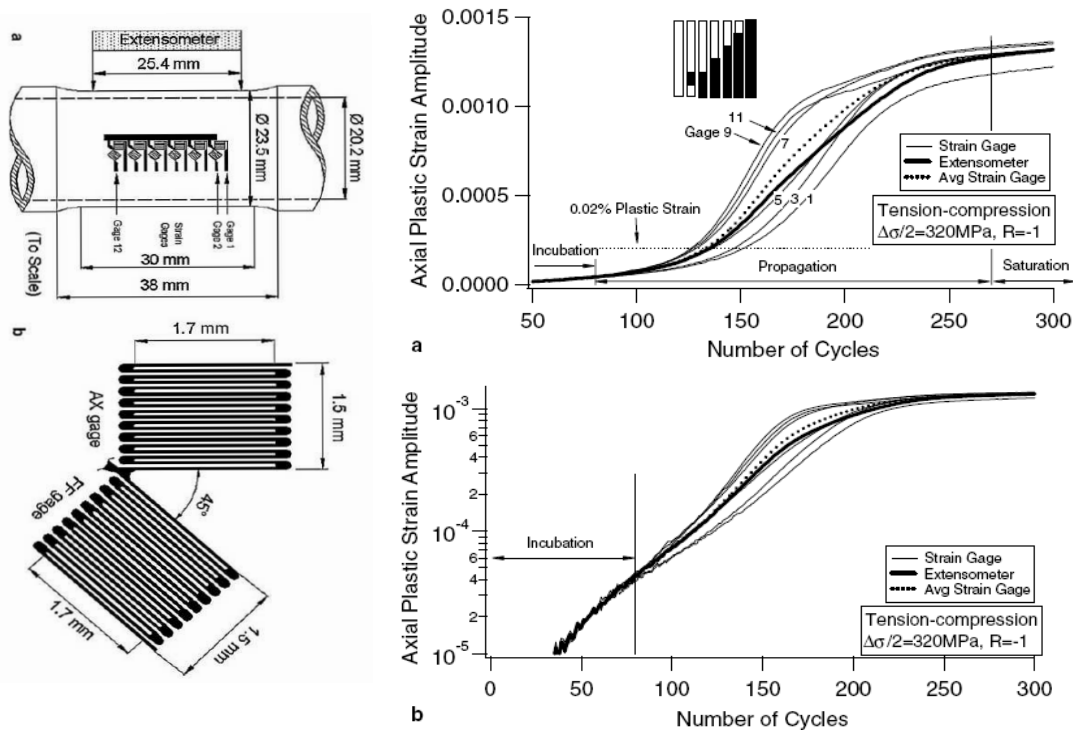 a
Extensometer
25.4 mm
Ø 23.5 mm
Ø 20.2 mm
Gage 12
Strain
Gages
Gage 2
Gage 1
30 mm
38 mm
(To Scale)
b
1.7 mm
1.5 mm
AX gage
45°
FF gage
1.7 mm
1.5 mm
Axial Plastic Strain Amplitude
0.0015
0.0010
0.0005
0.0000
11
Gage 9
7
5
3
1
0.02% Plastic Strain
Incubation
Propagation
Saturation
Strain Gage
Extensometer
Avg Strain Gage
Tension-compression
Δσ/2=320MPa, R=-1
50
100
150
200
250
300
a
Number of Cycles
Axial Plastic Strain Amplitude
10-3
6
4
2
10-4
6
4
2
10-5
Incubation
Strain Gage
Extensometer
Avg Strain Gage
Tension-compression
Δσ/2=320MPa, R=-1
0
50
100
150
200
250
300
b
Number of Cycles